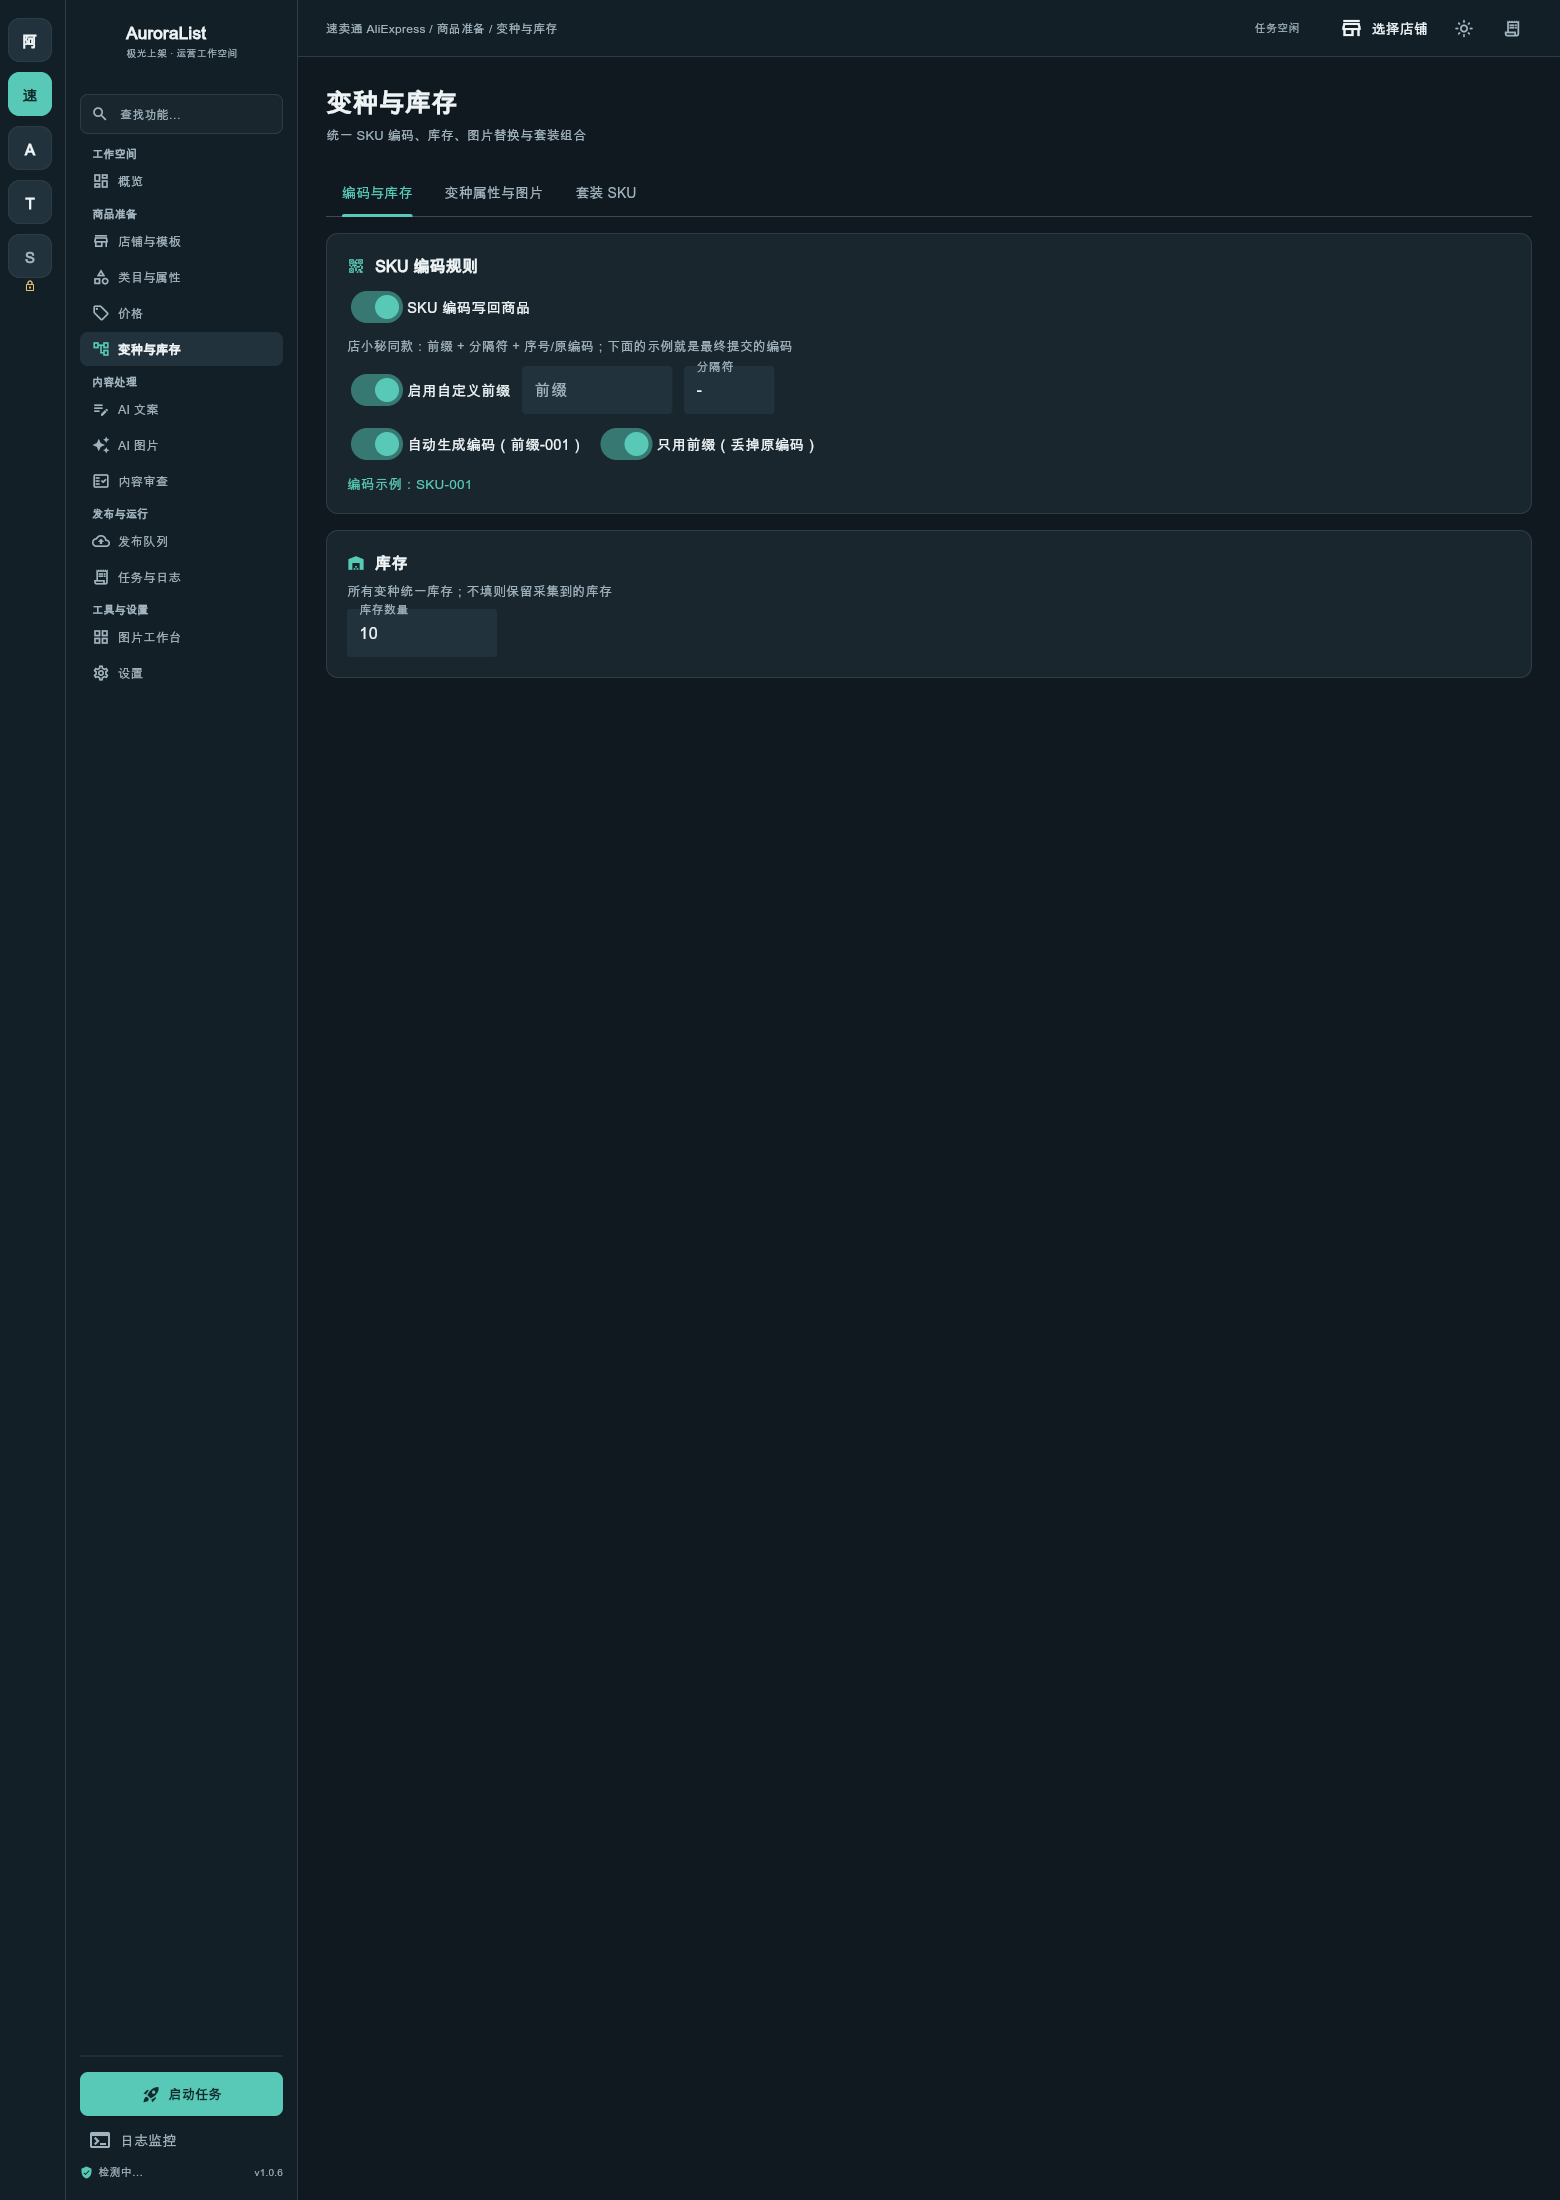 阿
速
A
T
S
AuroraList
极光上架 · 运营工作空间
查找功能...
工作空间
概览
商品准备
店铺与模板
类目与属性
价格
变种与库存
内容处理
AI 文案
AI 图片
内容审查
发布与运行
发布队列
任务与日志
工具与设置
图片工作台
设置
启动任务
日志监控
检测中... v1.0.6
速卖通 AliExpress / 商品准备 / 变种与库存
任务空闲
选择店铺
变种与库存
统一 SKU 编码、库存、图片替换与套装组合
编码与库存 变种属性与图片 套装 SKU
SKU 编码规则
SKU 编码写回商品
店小秘同款：前缀 + 分隔符 + 序号/原编码；下面的示例就是最终提交的编码
启用自定义前缀 前缀
分隔符
-
自动生成编码（前缀-001） 只用前缀（丢掉原编码）
编码示例：SKU-001
库存
所有变种统一库存；不填则保留采集到的库存
库存数量
10